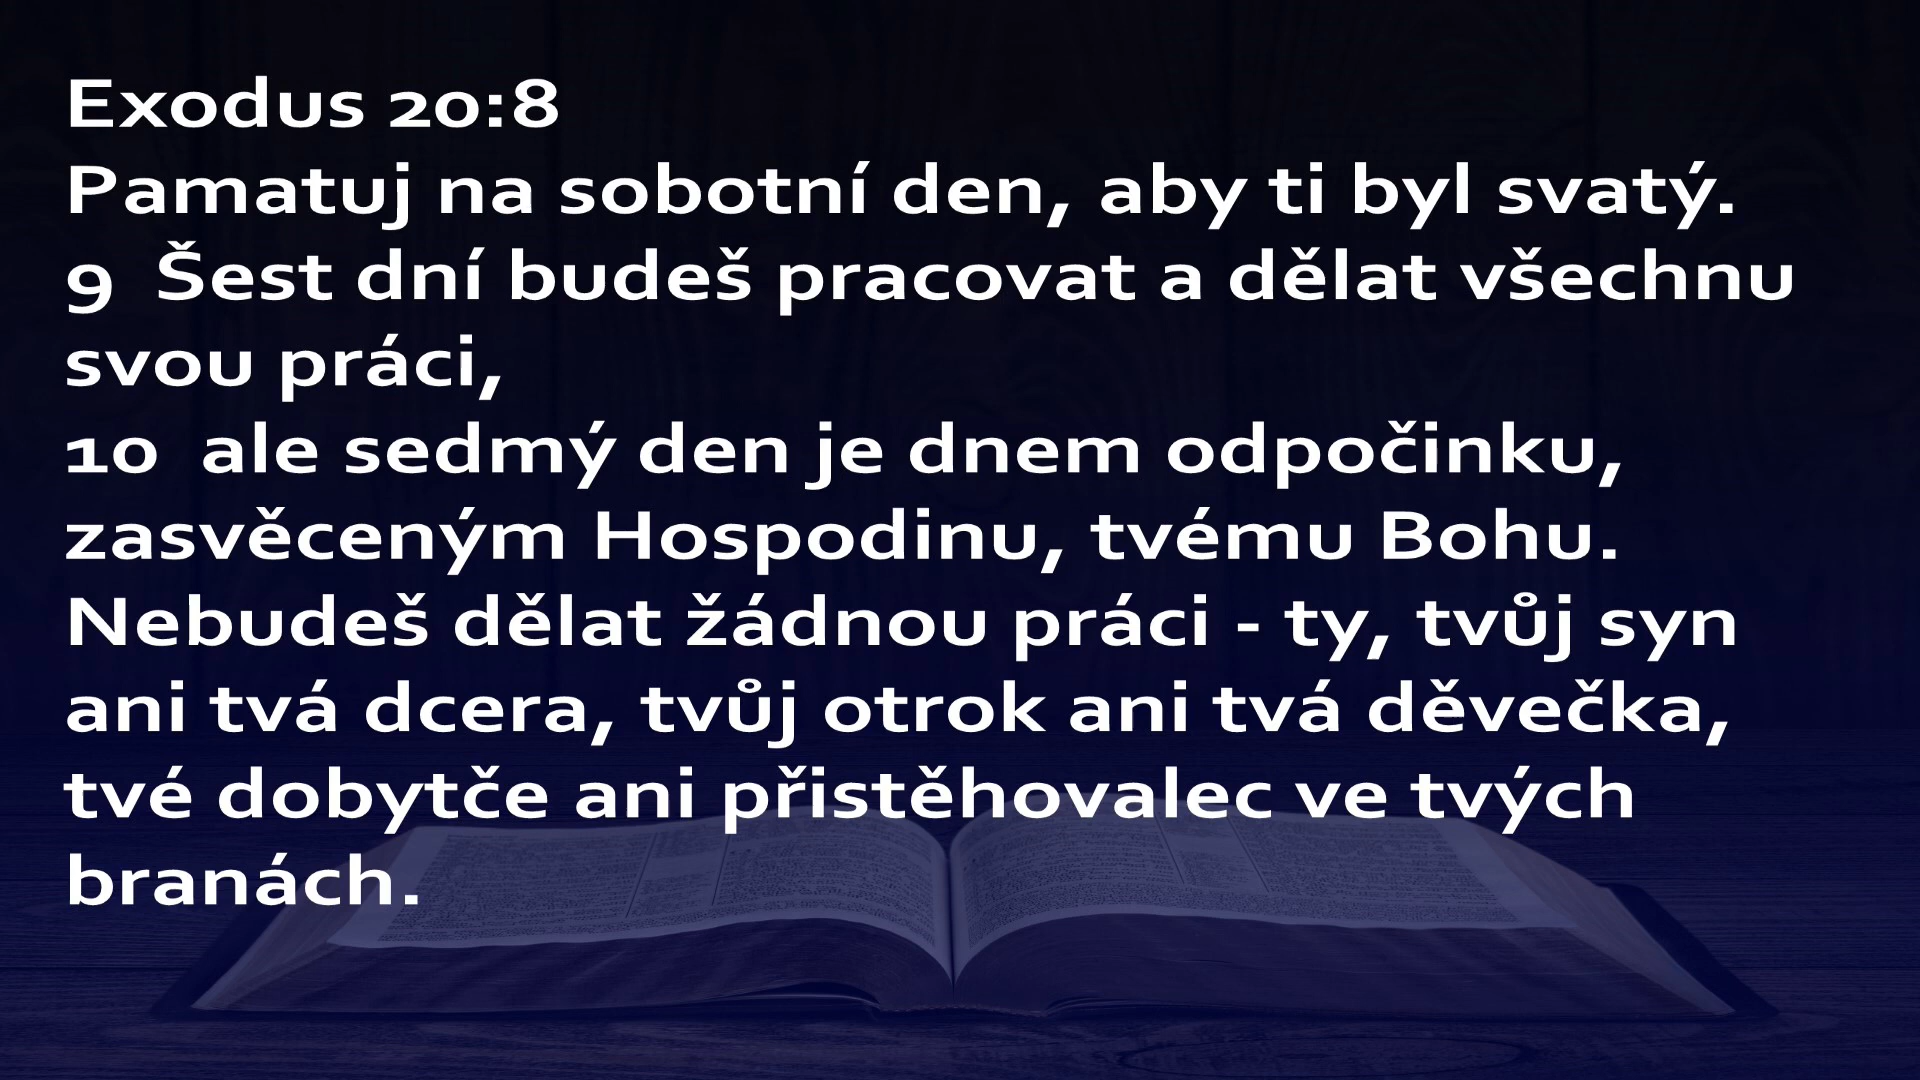 Exodus 20:8
Pamatuj na sobotní den, aby ti byl svatý.
9  Šest dní budeš pracovat a dělat všechnu
svou práci,
10  ale sedmý den je dnem odpočinku,
zasvěceným Hospodinu, tvému Bohu.
Nebudeš dělat žádnou práci - ty, tvůj syn
ani tvá dcera, tvůj otrok ani tvá děvečka,
tvé dobytče ani přistěhovalec ve tvých
branách.